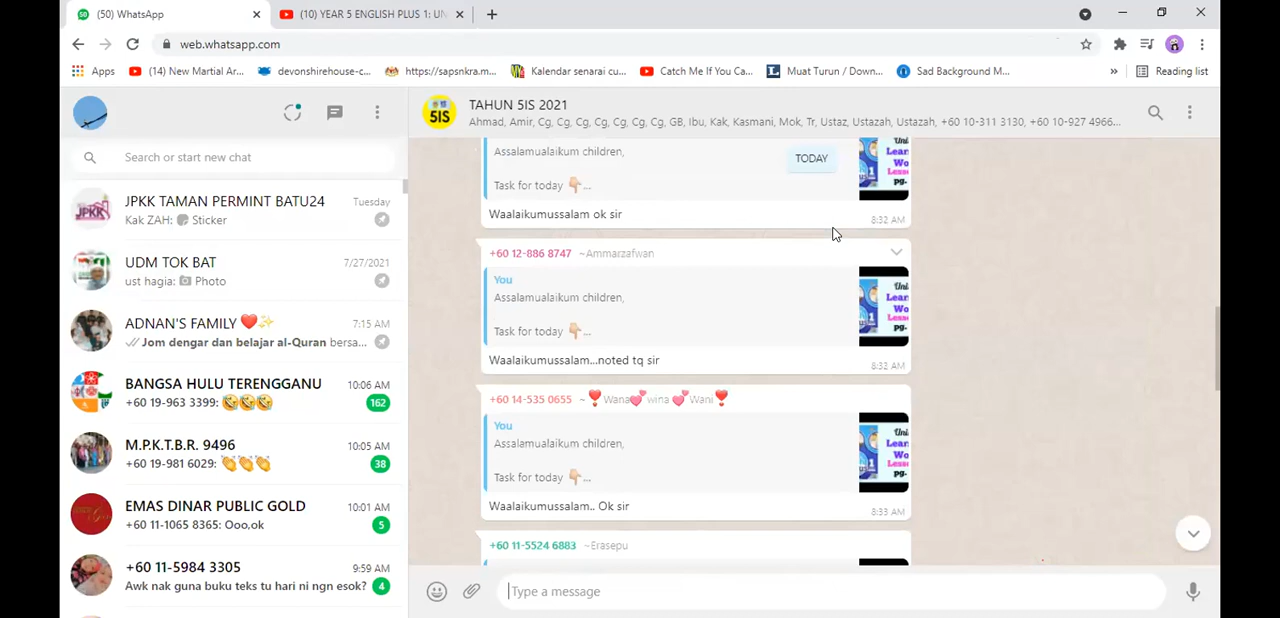 (50) WhatsApp
(10) YEAR 5 ENGLISH PLUS 1: U
web.whatsapp.com
Apps
(14) New Martial Ar...
devonshirehouse-c...
https://sapsnkra.m...
Kalendar senarai cu...
Catch Me If You Ca...
Muat Turun / Down...
Sad Background M...
»
Reading list
5IS
TAHUN 5IS 2021
Ahmad, Amir, Cg, Cg, Cg, Cg, Cg, Cg, Cg, GB, Ibu, Kak, Kasmani, Mok, Tr, Ustaz, Ustazah, Ustazah, +60 10-311 3130, +60 10-927 4966...
Search or start new chat
JPKK
JPKK TAMAN PERMINT BATU24
Tuesday
Kak ZAH: Sticker
UDM TOK BAT
7/27/2021
ust hagia: Photo
ADNAN'S FAMILY ❤️✨
7:15 AM
Jom dengar dan belajar al-Quran bersa...
BANGSA HULU TERENGGANU
10:06 AM
+60 19-963 3399: 🤣🤣🤣
162
M.P.K.T.B.R. 9496
10:05 AM
+60 19-981 6029: 👏👏👏
38
EMAS DINAR PUBLIC GOLD
10:01 AM
+60 11-1065 8365: Ooo,ok
5
+60 11-5984 3305
9:59 AM
Awk nak guna buku teks tu hari ni ngn esok?
4
Assalamualaikum children,
TODAY
Task for today 👇🏻...
Waalaikumussalam ok sir
8:32 AM
+60 12-886 8747 ~Ammarzafwan
You
Assalamualaikum children,
Task for today 👇🏻...
Waalaikumussalam...noted tq sir
8:33 AM
+60 14-535 0655 ~❣️Wana💕wina 💕Wani❣️
You
Assalamualaikum children,
Task for today 👇🏻...
Waalaikumussalam.. Ok sir
8:33 AM
+60 11-5524 6883 ~Erasepu
Type a message